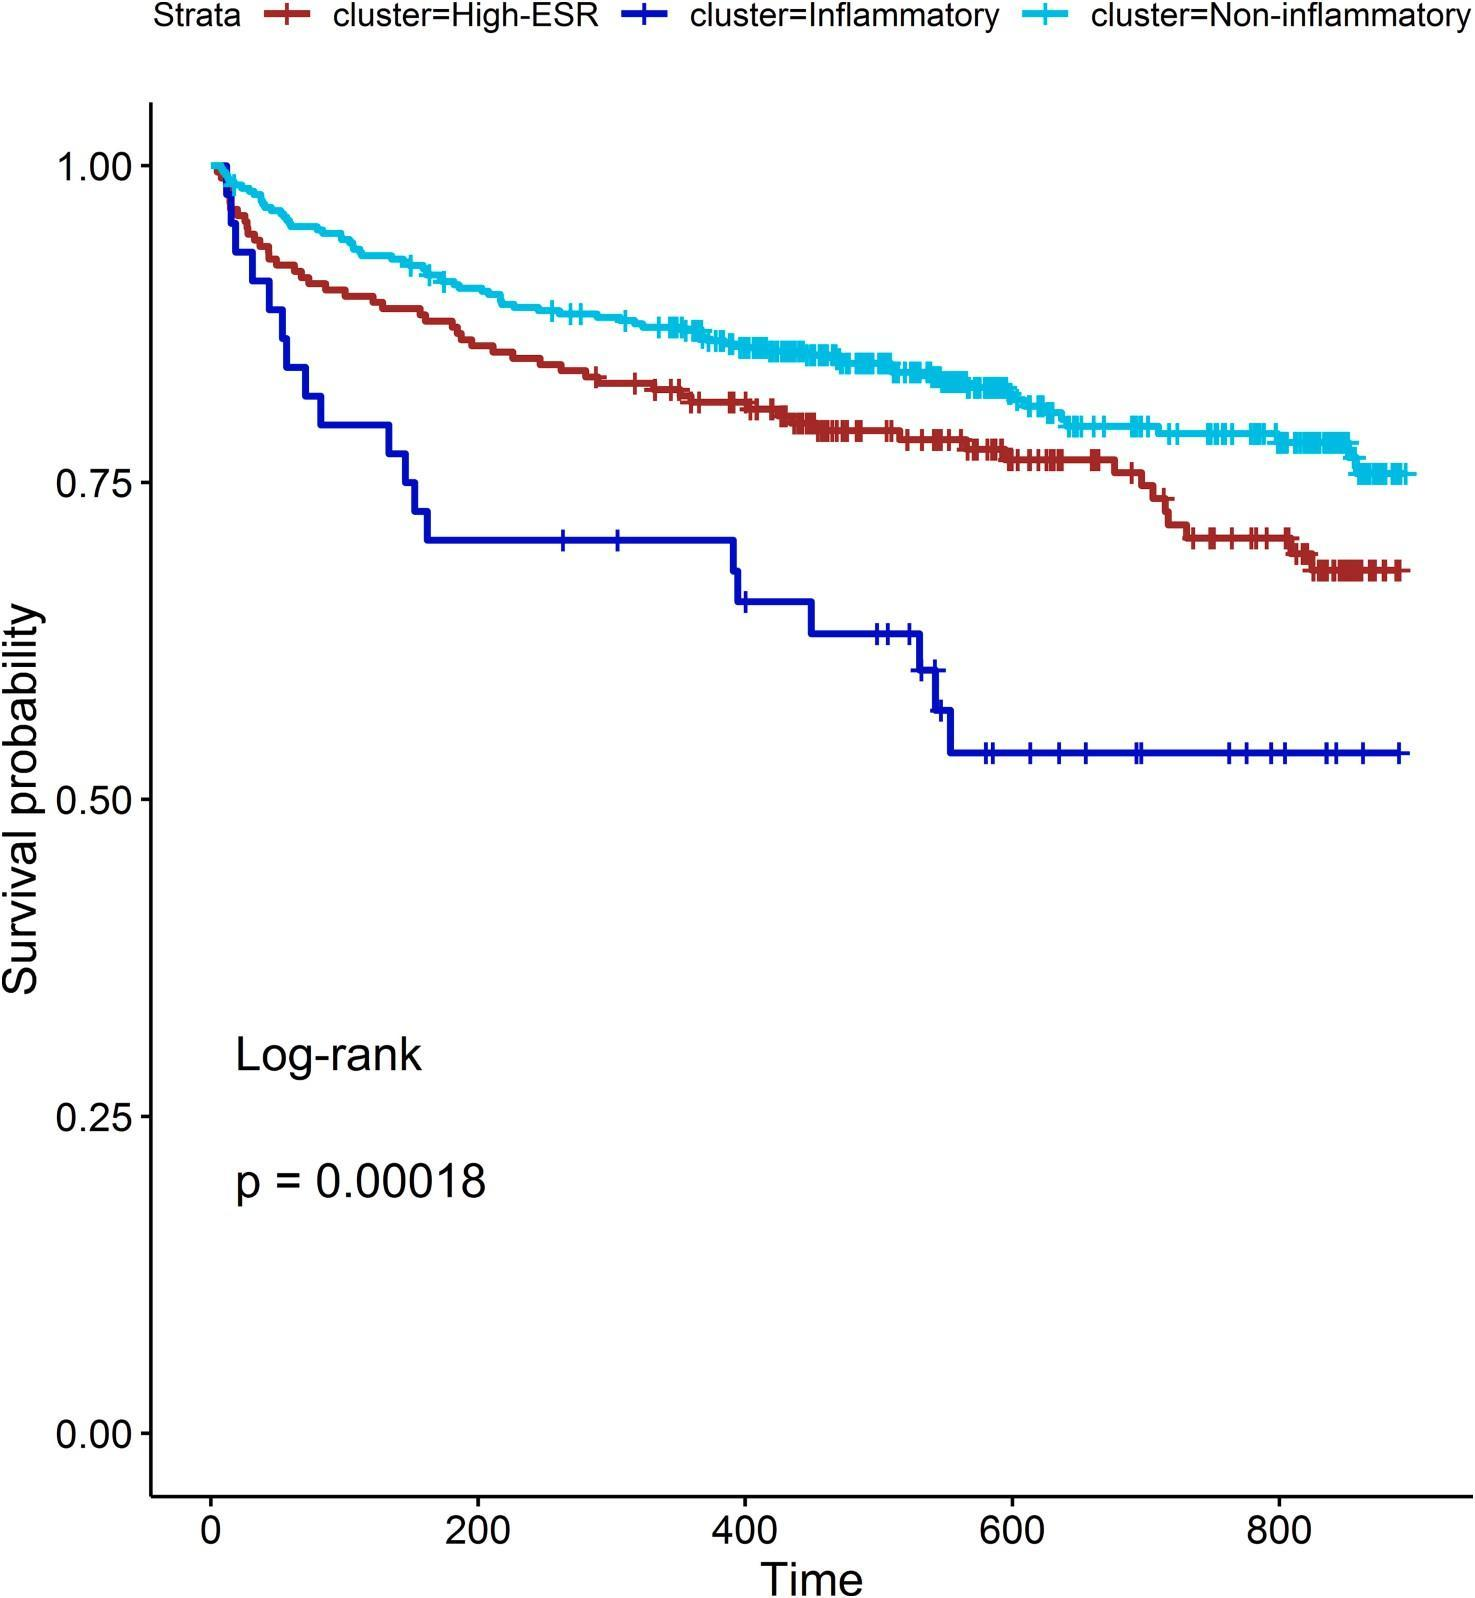 Strata cluster=High-ESR cluster=Inflammatory cluster=Non-inflammatory
1.00
0.75
0.50
0.25
0.00
Survival probability
Log-rank
p = 0.00018
0 200 400 600 800
Time